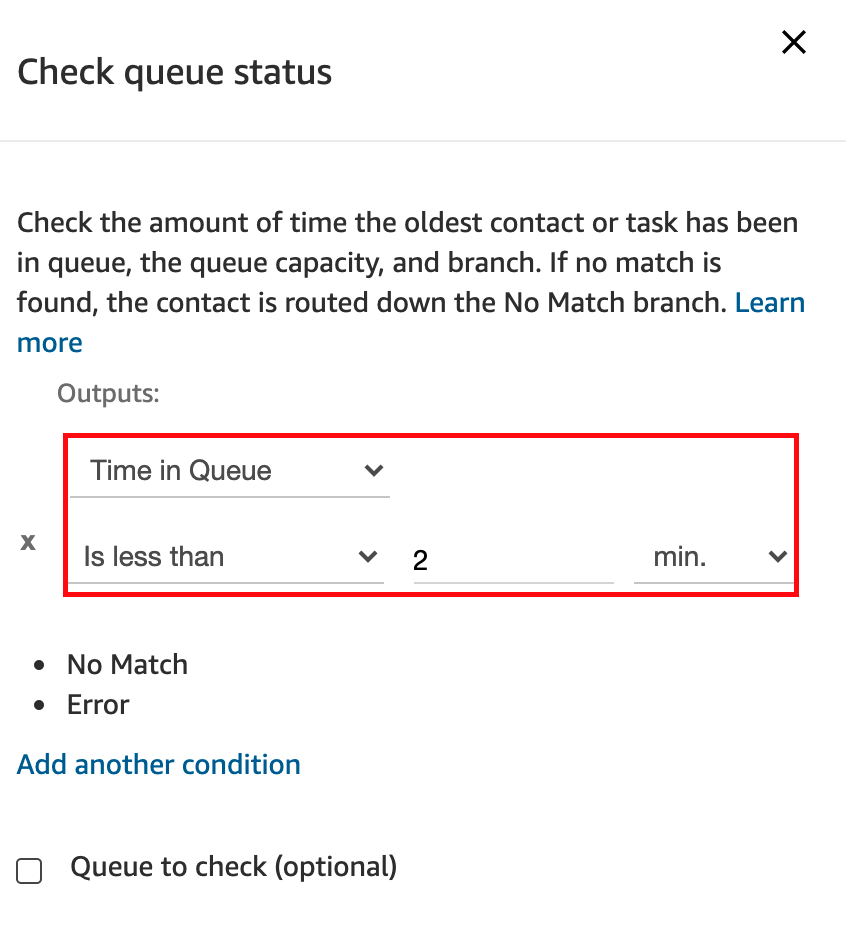 Check queue status
Check the amount of time the oldest contact or task has been
in queue, the queue capacity, and branch. If no match is
found, the contact is routed down the No Match branch. Learn
more
Outputs:
Time in Queue
x
Is less than 2 min.
No Match
Error
Add another condition
Queue to check (optional)